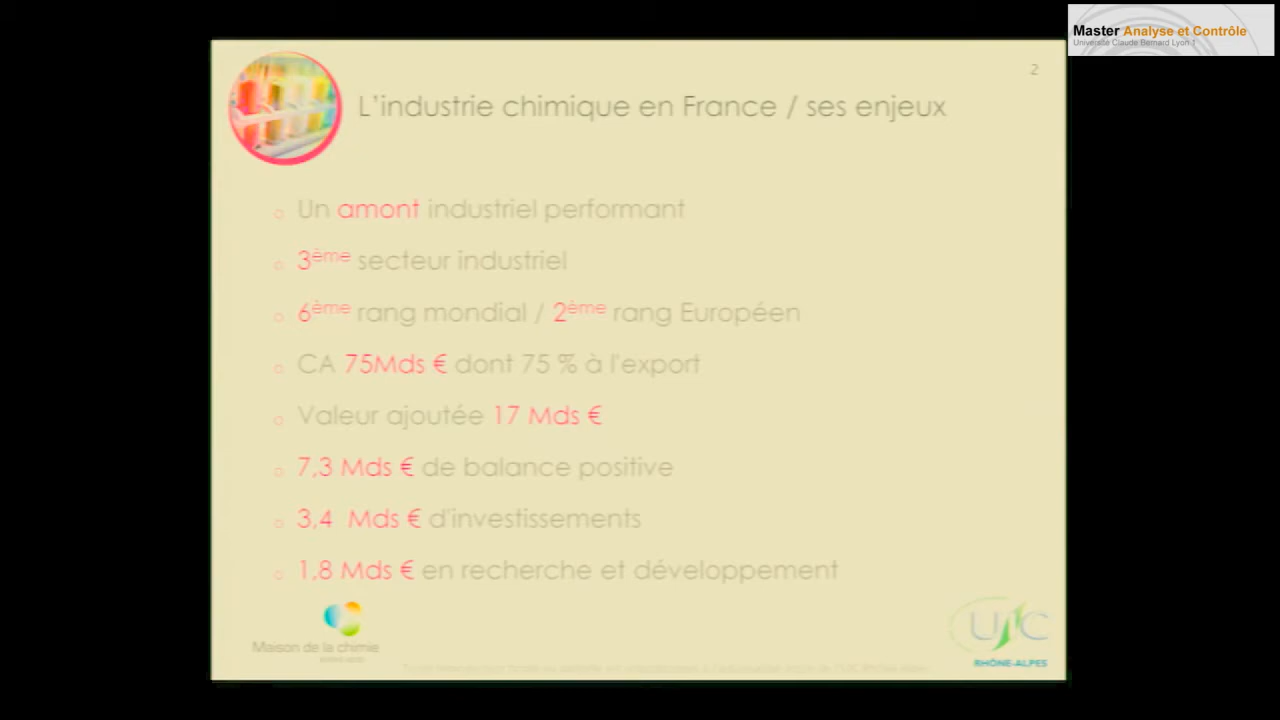 Master Analyse et Contrôle
Université Claude Bernard Lyon 1
2
L'industrie chimique en France / ses enjeux
Un amont industriel performant
3ème secteur industriel
6ème rang mondial / 2ème rang Européen
CA 75Mds € dont 75 % à l'export
Valeur ajoutée 17 Mds €
7,3 Mds € de balance positive
3,4 Mds € d'investissements
1,8 Mds € en recherche et développement
Maison de la chimie
UIC
RHÔNE-ALPES